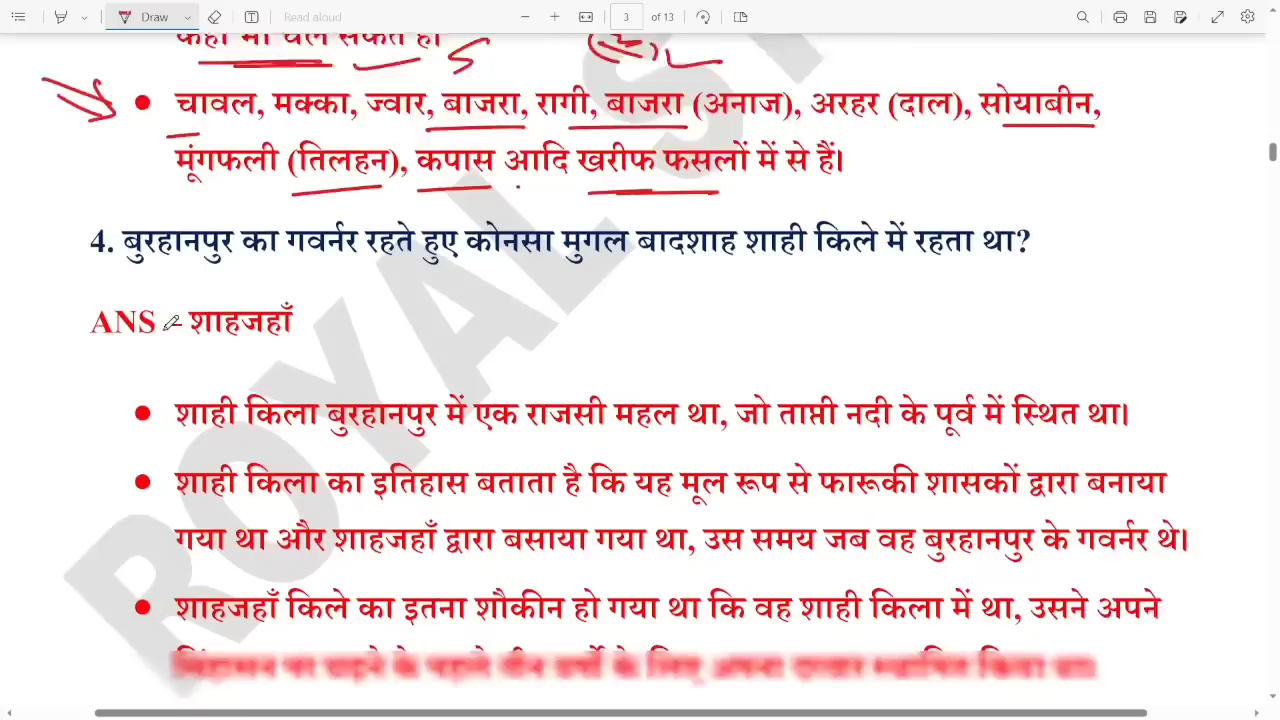 Draw
Read aloud
3 of 13
चावल, मक्का, ज्वार, बाजरा, रागी, बाजरा (अनाज), अरहर (दाल), सोयाबीन,
मूंगफली (तिलहन), कपास आदि खरीफ फसलों में से हैं।
4. बुरहानपुर का गवर्नर रहते हुए कोनसा मुगल बादशाह शाही किले में रहता था?
ANS - शाहजहाँ
शाही किला बुरहानपुर में एक राजसी महल था, जो ताप्ती नदी के पूर्व में स्थित था।
शाही किला का इतिहास बताता है कि यह मूल रूप से फारूकी शासकों द्वारा बनाया
गया था और शाहजहाँ द्वारा बसाया गया था, उस समय जब वह बुरहानपुर के गवर्नर थे।
शाहजहाँ किले का इतना शौकीन हो गया था कि वह शाही किला में था, उसने अपने
ROYAL ST